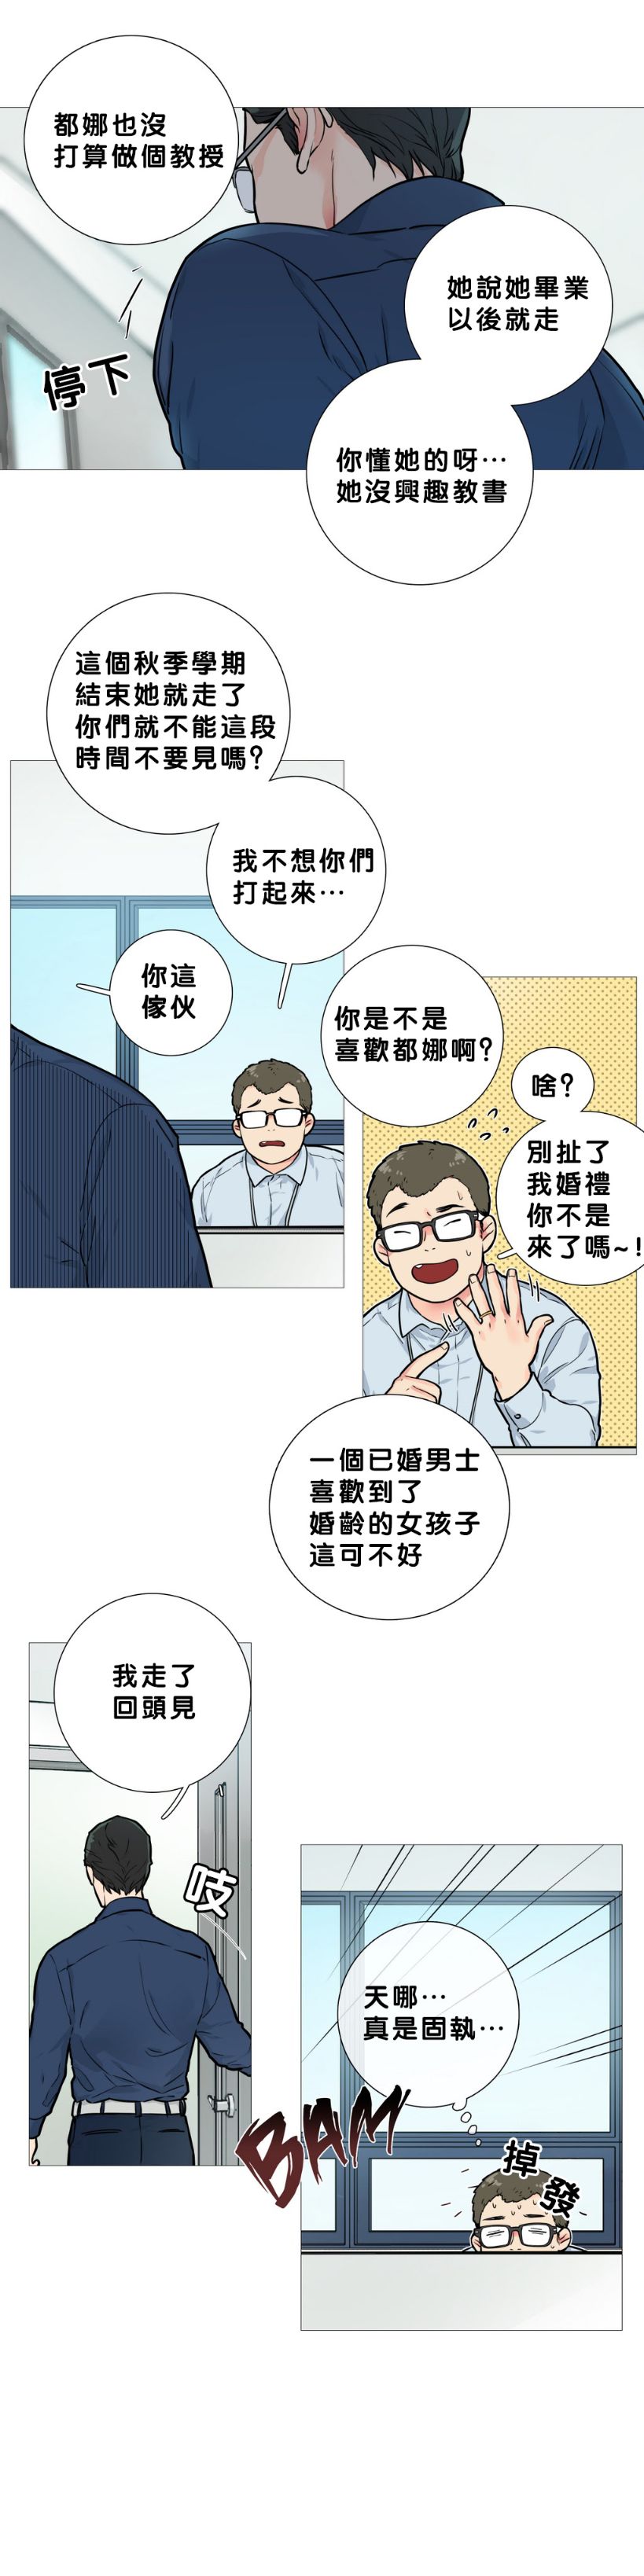 都娜也沒
打算做個教授
她說她畢業
以後就走
停下
你懂她的呀…
她沒興趣教書
這個秋季學期
結束她就走了
你們就不能這段
時間不要見嗎?
我不想你們
打起來…
你這
傢伙
你是不是
喜歡都娜啊?
啥?
別扯了
我婚禮
你不是
來了嗎~!
一個已婚男士
喜歡到了
婚齡的女孩子
這可不好
我走了
回頭見
吱
天哪…
真是固執…
BAM
掉發